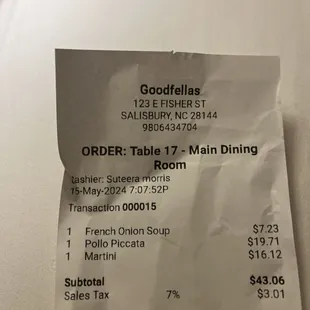 Goodfellas
123 E FISHER ST
SALISBURY, NC 28144
9806434704
ORDER: Table 17 - Main Dining
Room
Cashier: Suteera morris
15-May-2024 7:07:52P
Transaction 000015
1 French Onion Soup $7.23
1 Pollo Piccata $19.71
1 Martini $16.12
Subtotal $43.06
Sales Tax 7% $3.01